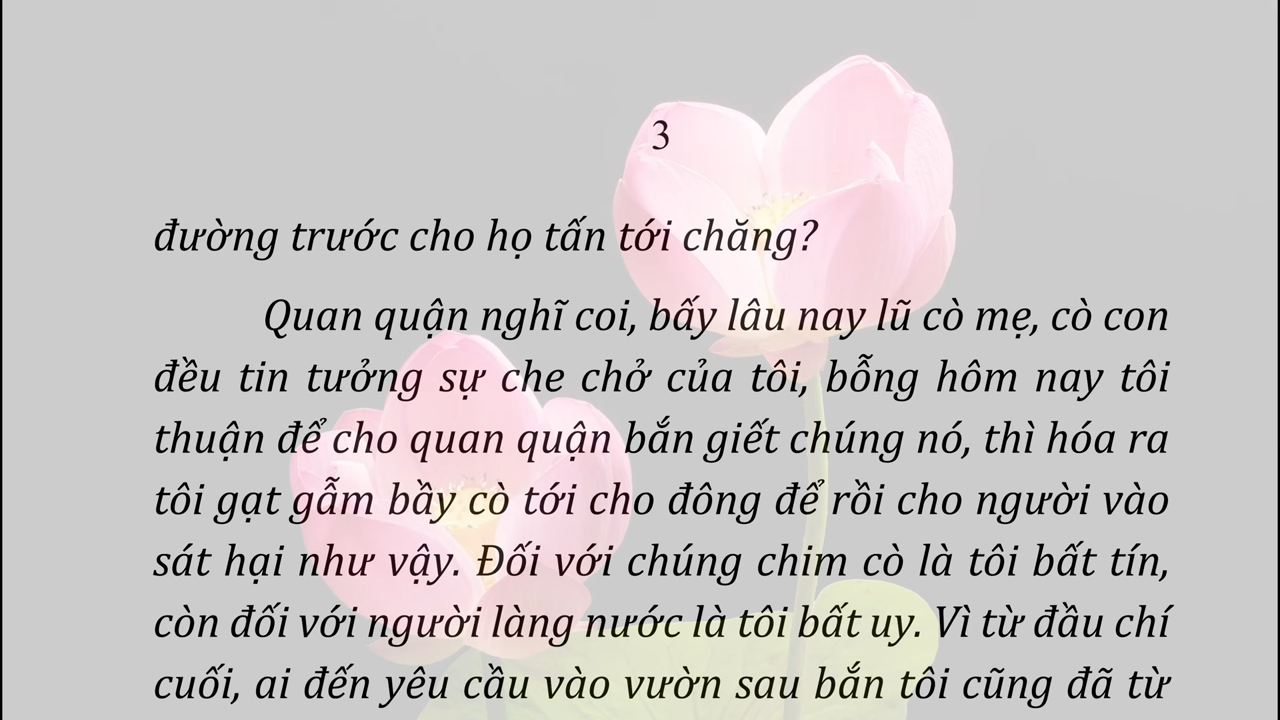 3
đường trước cho họ tấn tới chăng?
Quan quận nghĩ coi, bấy lâu nay lũ cò mẹ, cò con
đều tin tưởng sự che chở của tôi, bỗng hôm nay tôi
thuận để cho quan quận bắn giết chúng nó, thì hóa ra
tôi gạt gẫm bầy cò tới cho đông để rồi cho người vào
sát hại như vậy. Đối với chúng chim cò là tôi bất tín,
còn đối với người làng nước là tôi bất uy. Vì từ đầu chí
cuối, ai đến yêu cầu vào vườn sau bắn tôi cũng đã từ